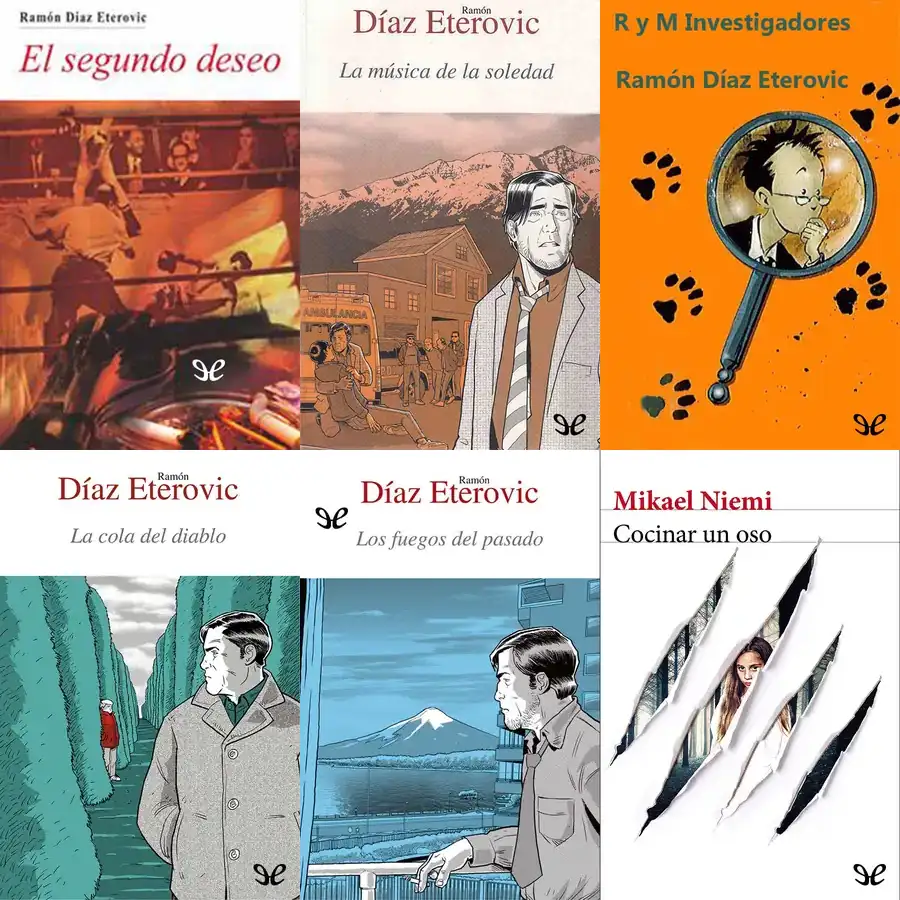 Ramón Díaz Eterovic
El segundo deseo
Ramón
Díaz Eterovic
La música de la soledad
AMBULANCIA
R y M Investigadores
Ramón Díaz Eterovic
Ramón
Díaz Eterovic
La cola del diablo
Ramón
Díaz Eterovic
Los fuegos del pasado
Mikael Niemi
Cocinar un oso